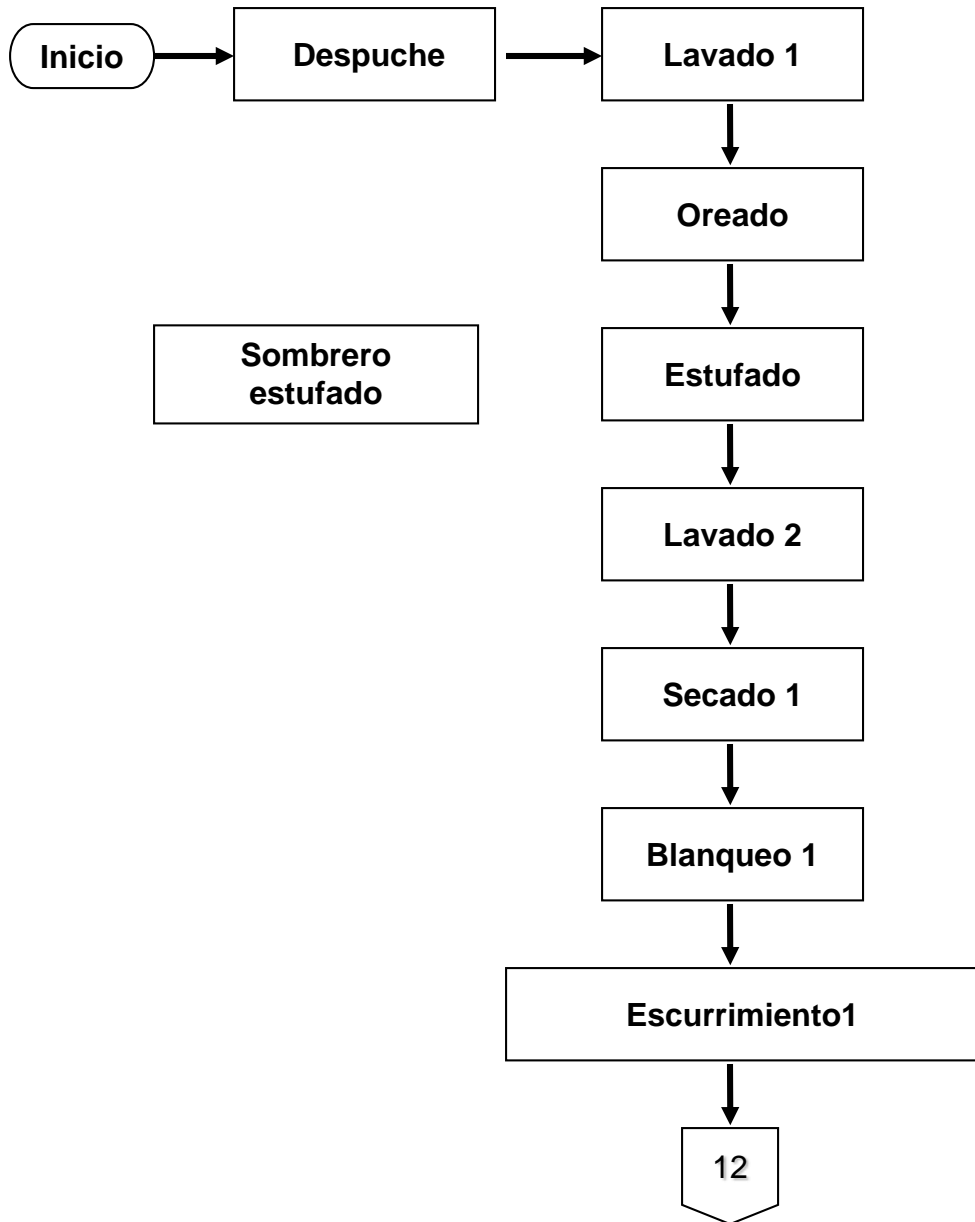 Inicio
Despuche
Lavado 1
Oreado
Sombrero
estufado
Estufado
Lavado 2
Secado 1
Blanqueo 1
Escurrimiento1
12